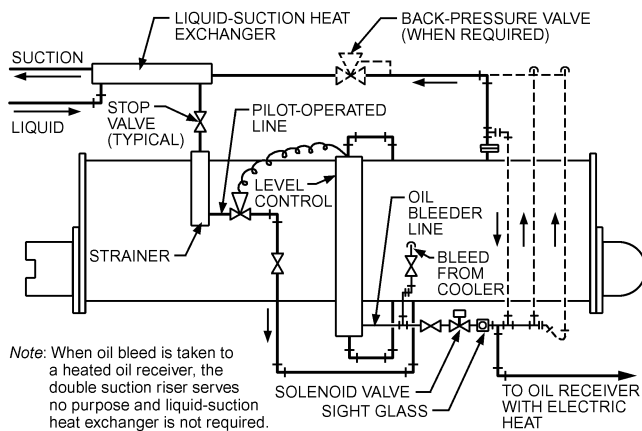 LIQUID-SUCTION HEAT
EXCHANGER
BACK-PRESSURE VALVE
(WHEN REQUIRED)
SUCTION
LIQUID
STOP
VALVE
(TYPICAL)
PILOT-OPERATED
LINE
LEVEL
CONTROL
OIL
BLEEDER
LINE
STRAINER
BLEED
FROM
COOLER
Note: When oil bleed is taken to
a heated oil receiver, the
double suction riser serves
no purpose and liquid-suction
heat exchanger is not required.
SOLENOID VALVE
SIGHT GLASS
TO OIL RECEIVER
WITH ELECTRIC
HEAT